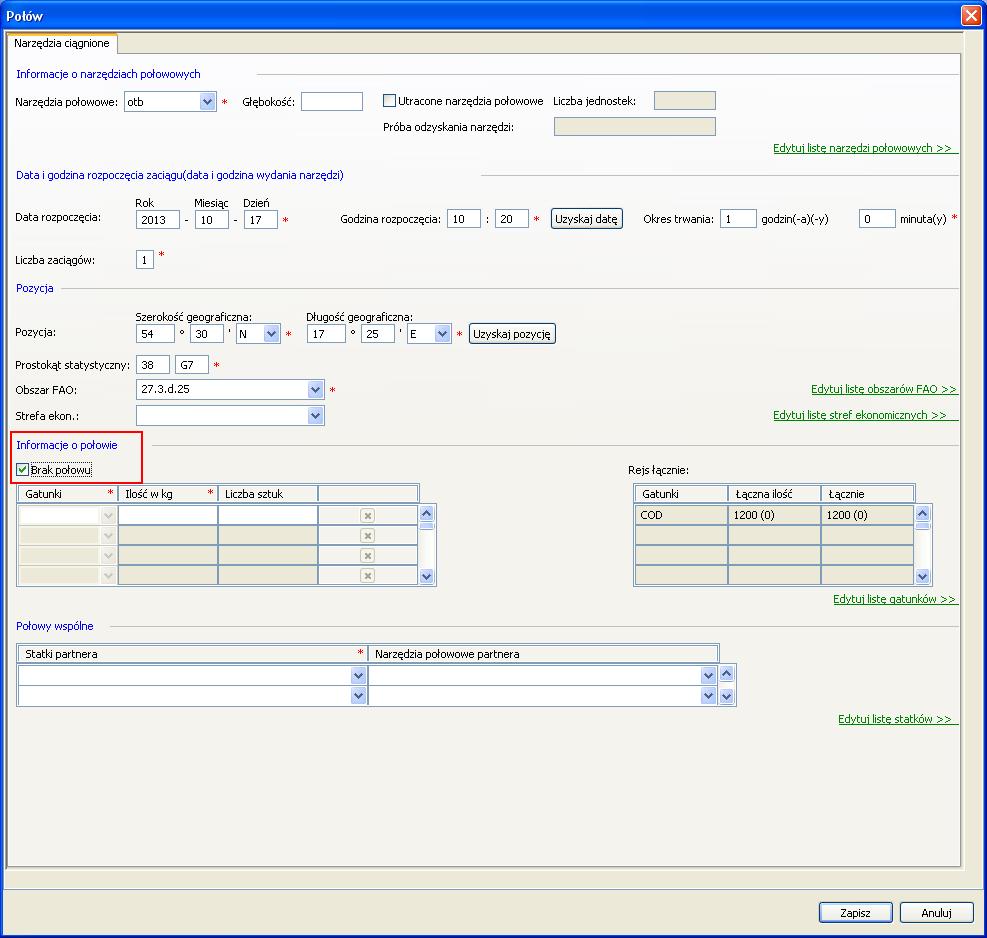 Połów
Narzędzia ciągnione
Informacje o narzędziach połowowych
Narzędzia połowowe: otb * Głębokość: Utracone narzędzia połowowe Liczba jednostek:
Próba odzyskania narzędzi:
Edytuj listę narzędzi połowowych >>
Data i godzina rozpoczęcia zaciągu(data i godzina wydania narzędzi)
Rok Miesiąc Dzień
Data rozpoczęcia: 2013 - 10 - 17 * Godzina rozpoczęcia: 10 : 20 * Uzyskaj datę Okres trwania: 1 godzin(-a)(-y) 0 minuta(y) *
Liczba zaciągów: 1 *
Pozycja
Szerokość geograficzna: Długość geograficzna:
Pozycja: 54 ° 30 ' N * 17 ° 25 ' E * Uzyskaj pozycję
Prostokąt statystyczny: 38 G7 *
Obszar FAO: 27.3.d.25 * Edytuj listę obszarów FAO >>
Strefa ekon.: Edytuj listę stref ekonomicznych >>
Informacje o połowie
Brak połowu Rejs łącznie:
Gatunki * Ilość w kg * Liczba sztuk Gatunki Łączna ilość Łącznie
COD 1200 (0) 1200 (0)
Edytuj listę gatunków >>
Połowy wspólne
Statki partnera * Narzędzia połowowe partnera
Edytuj listę statków >>
Zapisz Anuluj